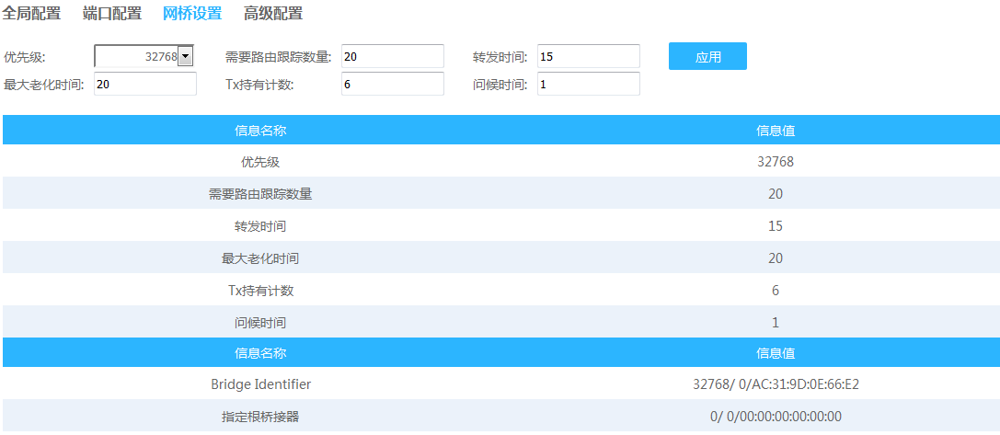 全局配置 端口配置 网桥设置 高级配置
优先级: 32768 需要路由跟踪数量: 20 转发时间: 15 应用
最大老化时间: 20 Tx持有计数: 6 问候时间: 1
信息名称 信息值
优先级 32768
需要路由跟踪数量 20
转发时间 15
最大老化时间 20
Tx持有计数 6
问候时间 1
信息名称 信息值
Bridge Identifier 32768/ 0/AC:31:9D:0E:66:E2
指定根桥接器 0/ 0/00:00:00:00:00:00